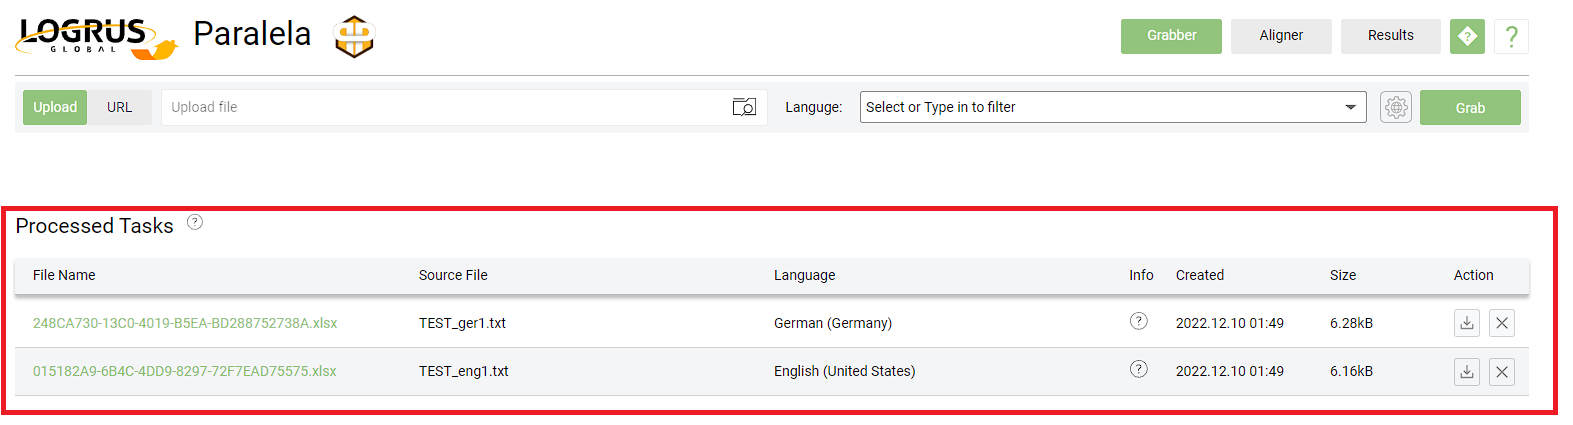 LOGRUS
GLOBAL
Paralela
Grabber Aligner Results ? ?
Upload URL Upload file Languge: Select or Type in to filter Grab
Processed Tasks ?
File Name Source File Language Info Created Size Action
248CA730-13C0-4019-B5EA-BD288752738A.xlsx TEST_ger1.txt German (Germany) ? 2022.12.10 01:49 6.28kB
015182A9-6B4C-4DD9-8297-72F7EAD75575.xlsx TEST_eng1.txt English (United States) ? 2022.12.10 01:49 6.16kB